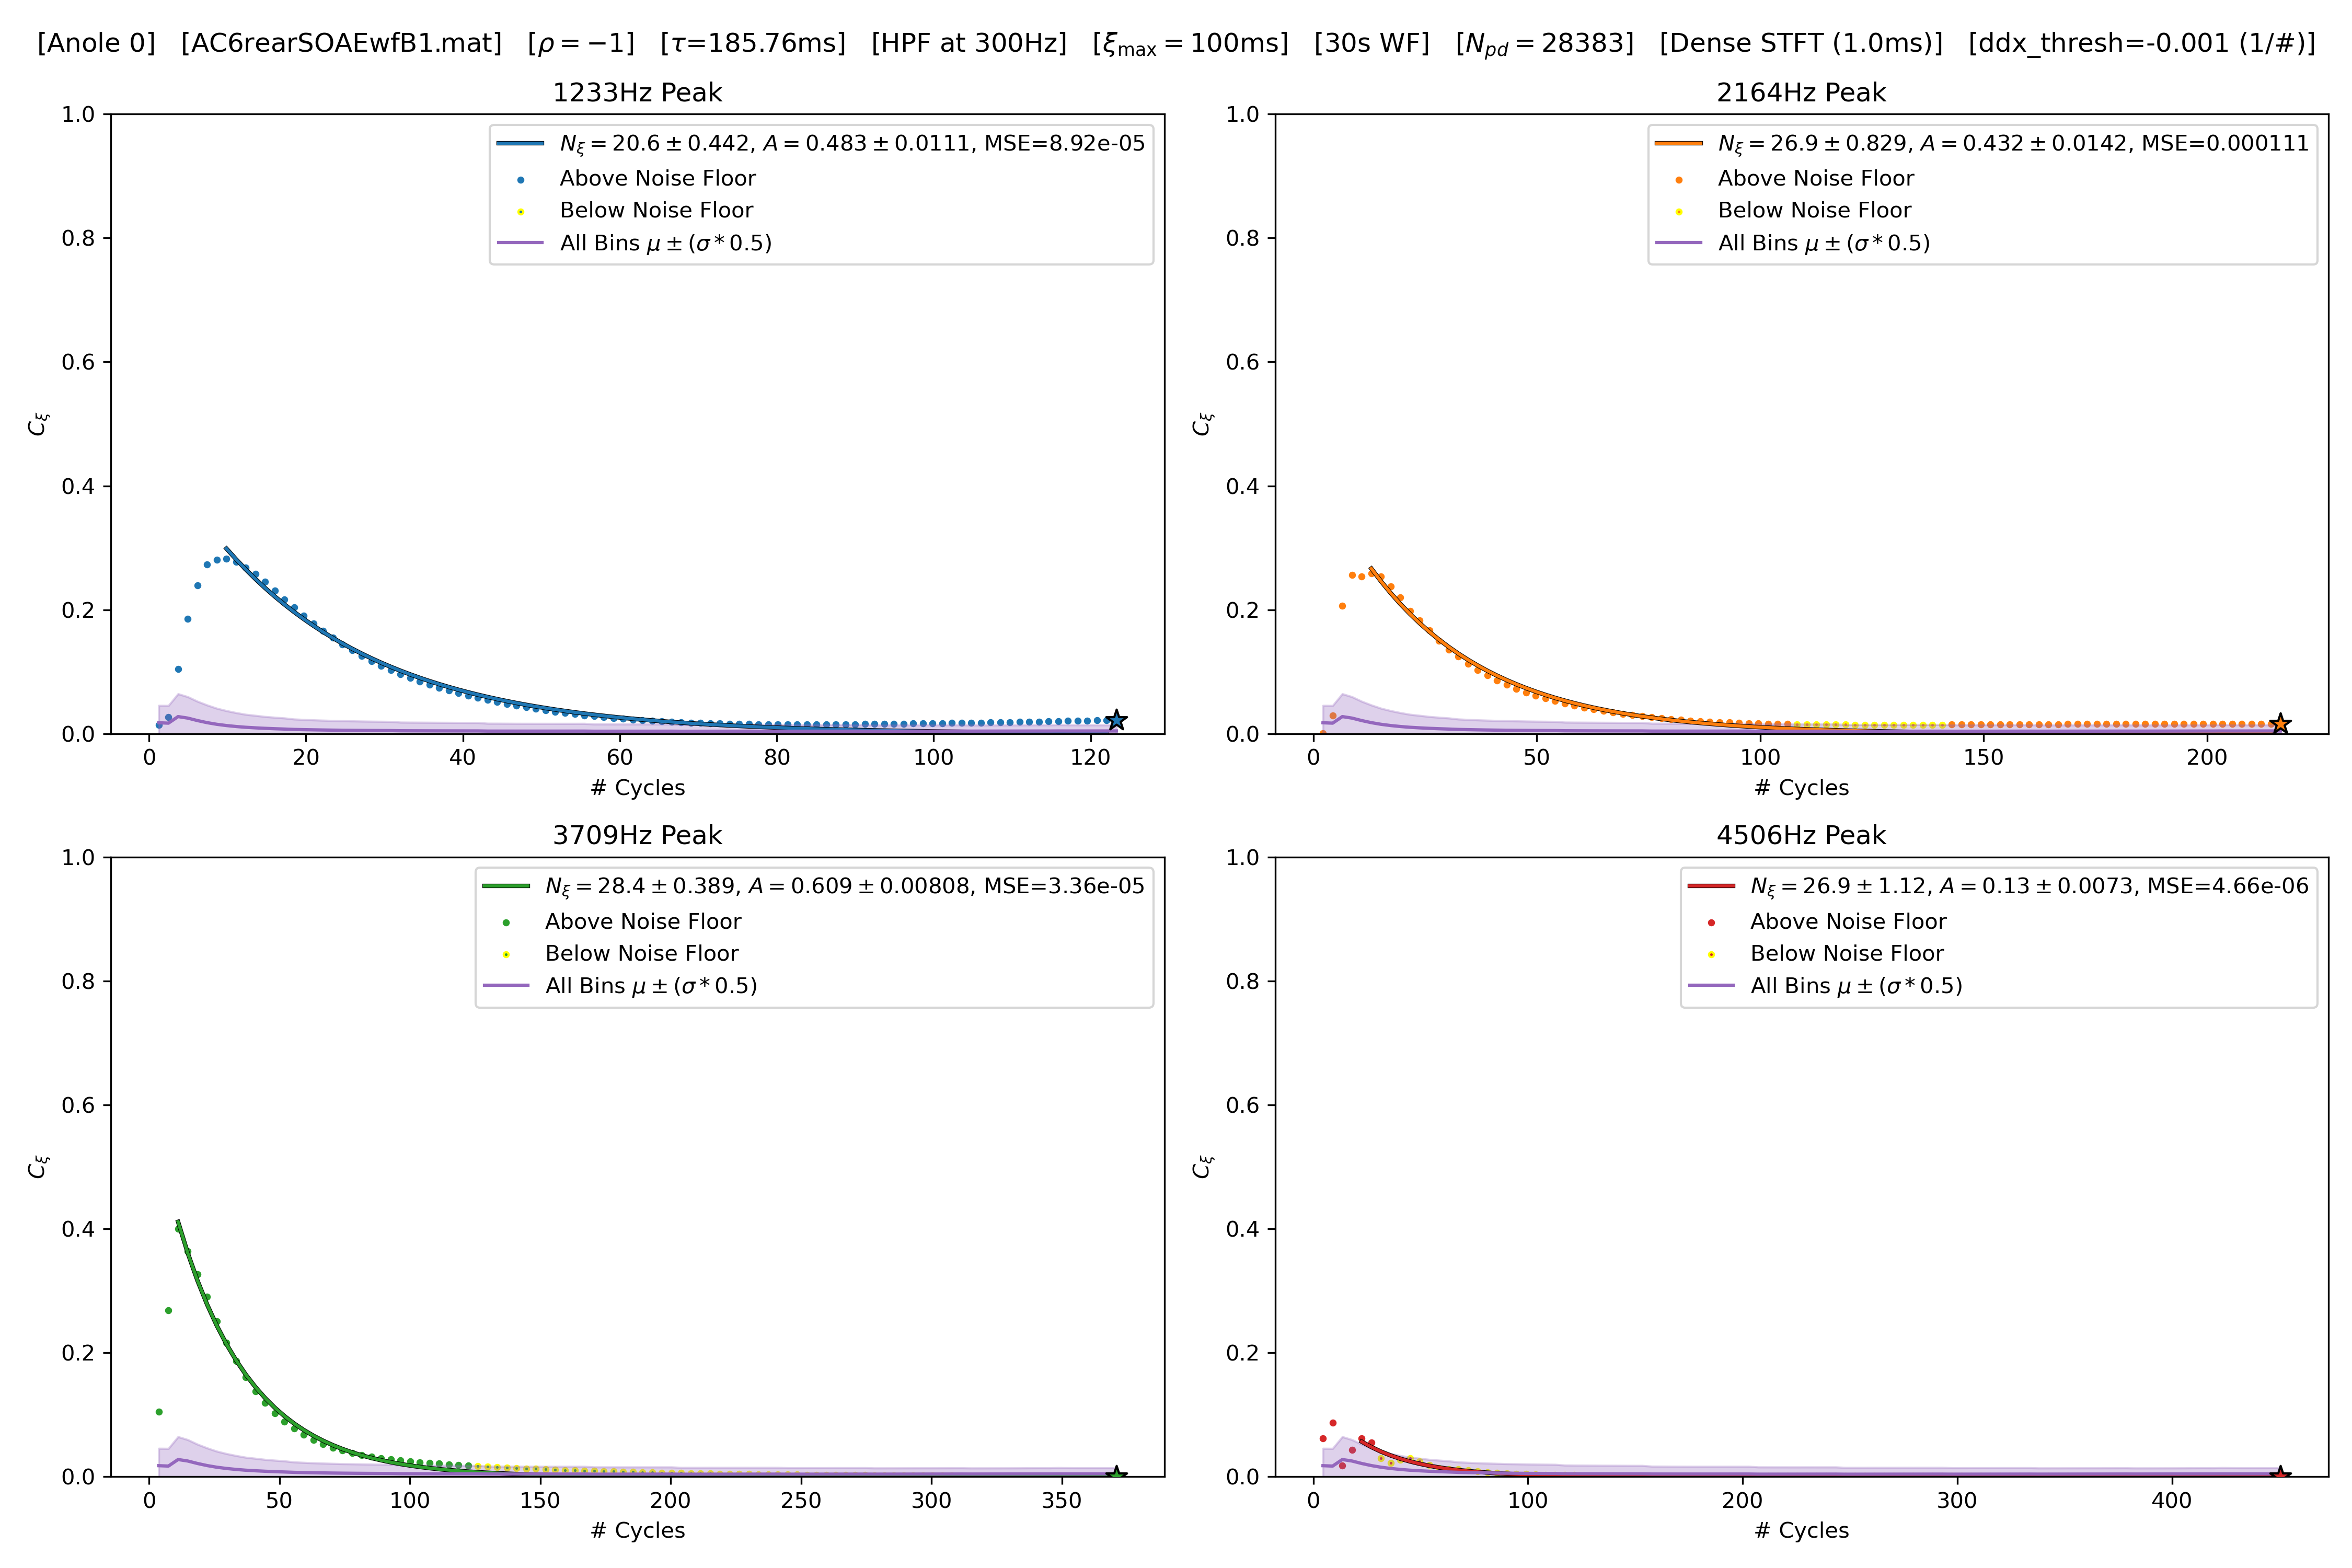 [Anole 0] [AC6rearSOAEwfB1.mat] [ρ = −1] [τ=185.76ms] [HPF at 300Hz] [ξmax = 100ms] [30s WF] [Npd = 28383] [Dense STFT (1.0ms)] [ddx_thresh=-0.001 (1/#)]
1233Hz Peak
Nξ = 20.6 ± 0.442, A = 0.483 ± 0.0111, MSE=8.92e-05
Above Noise Floor
Below Noise Floor
All Bins μ ± (σ * 0.5)
1.0
0.8
0.6
0.4
0.2
0.0
Cξ
0 20 40 60 80 100 120
# Cycles
2164Hz Peak
Nξ = 26.9 ± 0.829, A = 0.432 ± 0.0142, MSE=0.000111
Above Noise Floor
Below Noise Floor
All Bins μ ± (σ * 0.5)
1.0
0.8
0.6
0.4
0.2
0.0
Cξ
0 50 100 150 200
# Cycles
3709Hz Peak
Nξ = 28.4 ± 0.389, A = 0.609 ± 0.00808, MSE=3.36e-05
Above Noise Floor
Below Noise Floor
All Bins μ ± (σ * 0.5)
1.0
0.8
0.6
0.4
0.2
0.0
Cξ
0 50 100 150 200 250 300 350
# Cycles
4506Hz Peak
Nξ = 26.9 ± 1.12, A = 0.13 ± 0.0073, MSE=4.66e-06
Above Noise Floor
Below Noise Floor
All Bins μ ± (σ * 0.5)
1.0
0.8
0.6
0.4
0.2
0.0
Cξ
0 100 200 300 400
# Cycles